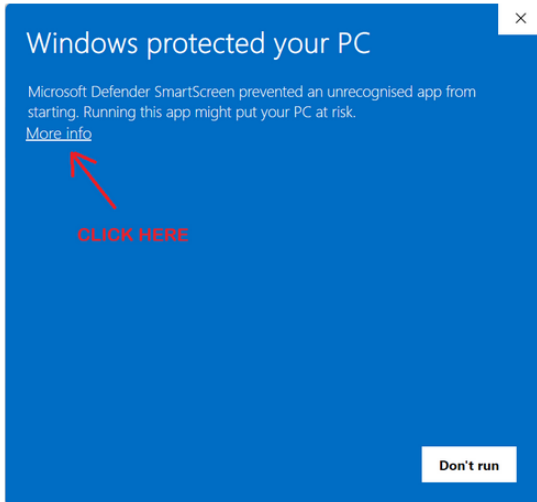 Windows protected your PC
Microsoft Defender SmartScreen prevented an unrecognised app from
starting. Running this app might put your PC at risk.
More info
CLICK HERE
Don't run